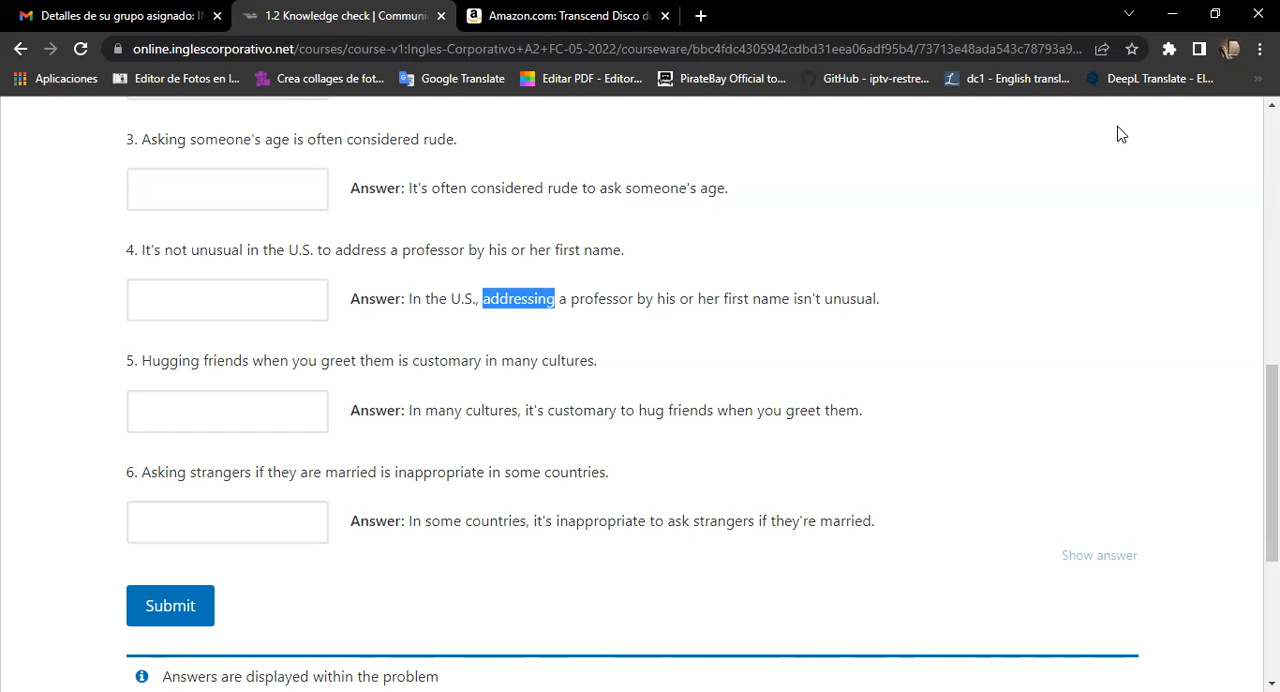 Detalles de su grupo asignado: I
1.2 Knowledge check | Communi
Amazon.com: Transcend Disco d
online.inglescorporativo.net/courses/course-v1:Ingles-Corporativo+A2+FC-05-2022/courseware/bbc4fdc4305942cdbd31eea06adf95b4/73713e48ada543c78793a9...
Aplicaciones
Editor de Fotos en l...
Crea collages de fot...
Google Translate
Editar PDF - Editor...
PirateBay Official to...
GitHub - iptv-restre...
dc1 - English transl...
DeepL Translate - El...
3. Asking someone's age is often considered rude.
Answer: It's often considered rude to ask someone's age.
4. It's not unusual in the U.S. to address a professor by his or her first name.
Answer: In the U.S., addressing a professor by his or her first name isn't unusual.
5. Hugging friends when you greet them is customary in many cultures.
Answer: In many cultures, it's customary to hug friends when you greet them.
6. Asking strangers if they are married is inappropriate in some countries.
Answer: In some countries, it's inappropriate to ask strangers if they're married.
Show answer
Submit
Answers are displayed within the problem